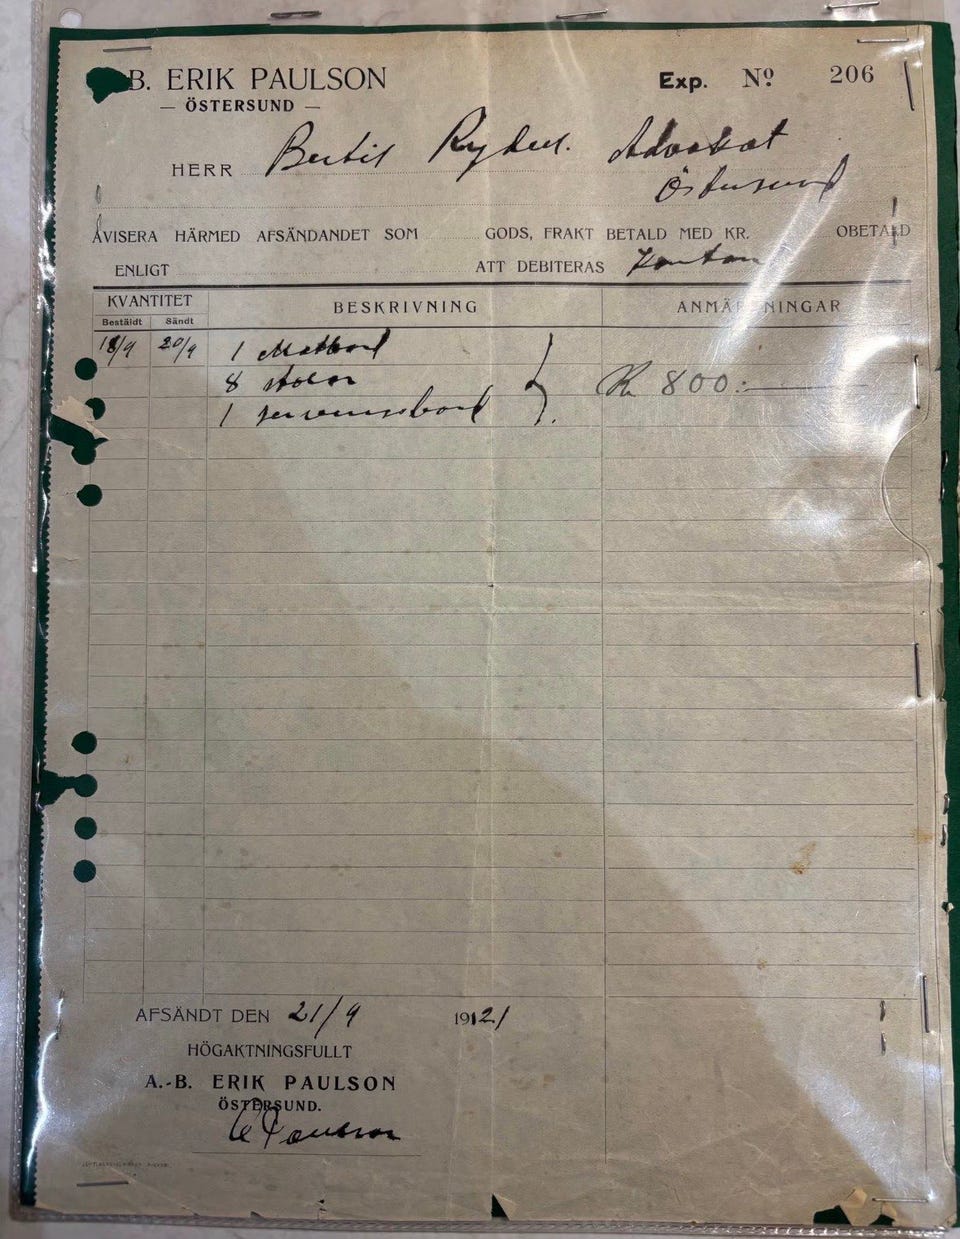 B. ERIK PAULSON
— ÖSTERSUND —
Exp. Nº 206
HERR Bertil Rydell. Advokat
Östersund
AVISERA HÄRMED AFSÄNDANDET SOM GODS, FRAKT BETALD MED KR. OBETALD
ENLIGT ATT DEBITERAS Kontan
KVANTITET BESKRIVNING ANMÄRKNINGAR
Beställdt Sändt
18/9 20/9 1 Matbord
8 stolar
1 serveringsbord
Kr 800:—
AFSÄNDT DEN 21/9 1921
HÖGAKTNINGSFULLT
A.-B. ERIK PAULSON
ÖSTERSUND.
E Paulson